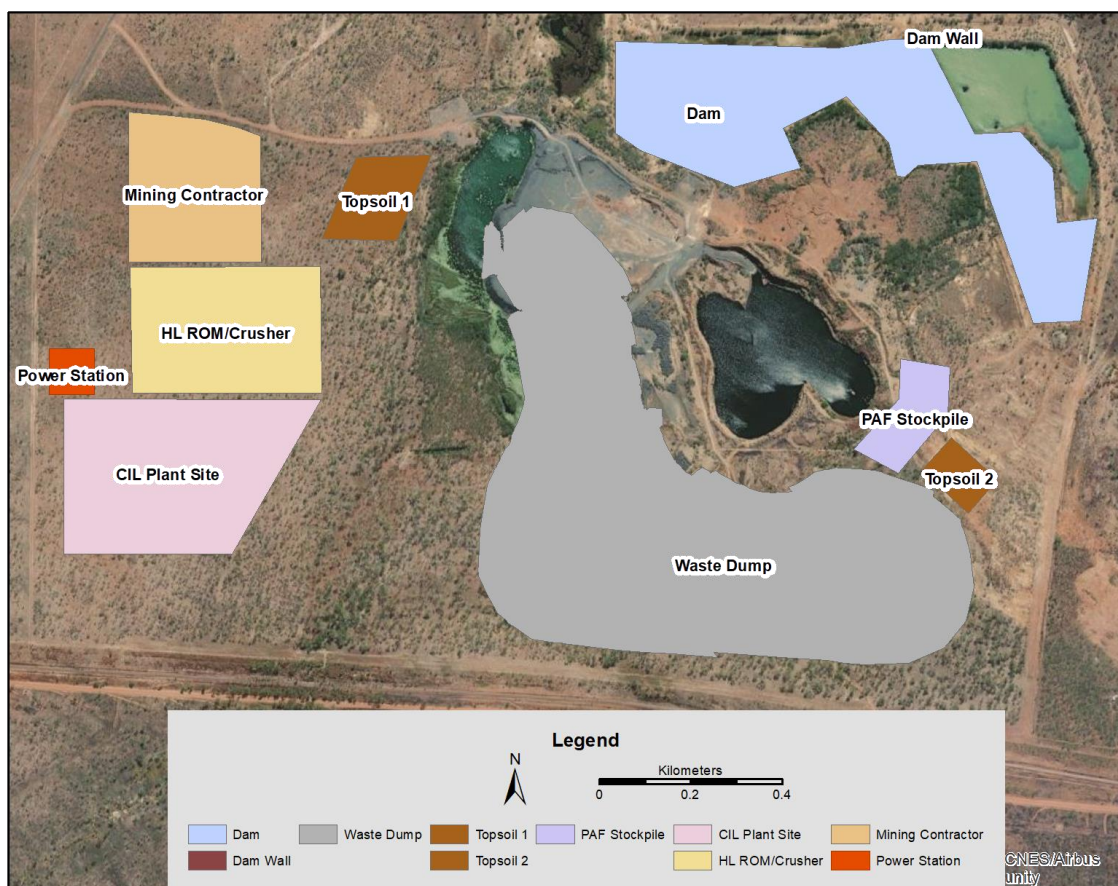 Dam Wall
Dam
Mining Contractor
Topsoil 1
HL ROM/Crusher
Power Station
PAF Stockpile
CIL Plant Site
Topsoil 2
Waste Dump
Legend
N
Kilometers
0 0.2 0.4
Dam
Waste Dump
Topsoil 1
PAF Stockpile
CIL Plant Site
Mining Contractor
Dam Wall
Topsoil 2
HL ROM/Crusher
Power Station
CNES/Airbus
unity